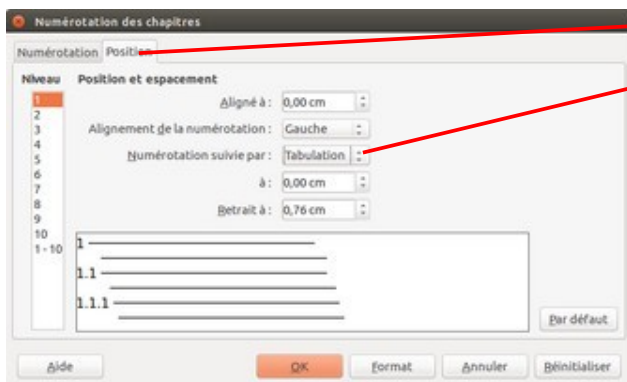 Numérotation des chapitres
Numérotation Position
Niveau Position et espacement
1 Aligné à : 0,00 cm
2
3 Alignement de la numérotation : Gauche
4
5 Numérotation suivie par : Tabulation
6
7 à : 0,00 cm
8
9 Retrait à : 0,76 cm
10
1 - 10
1
1.1
1.1.1
Par défaut
Aide OK Format Annuler Réinitialiser